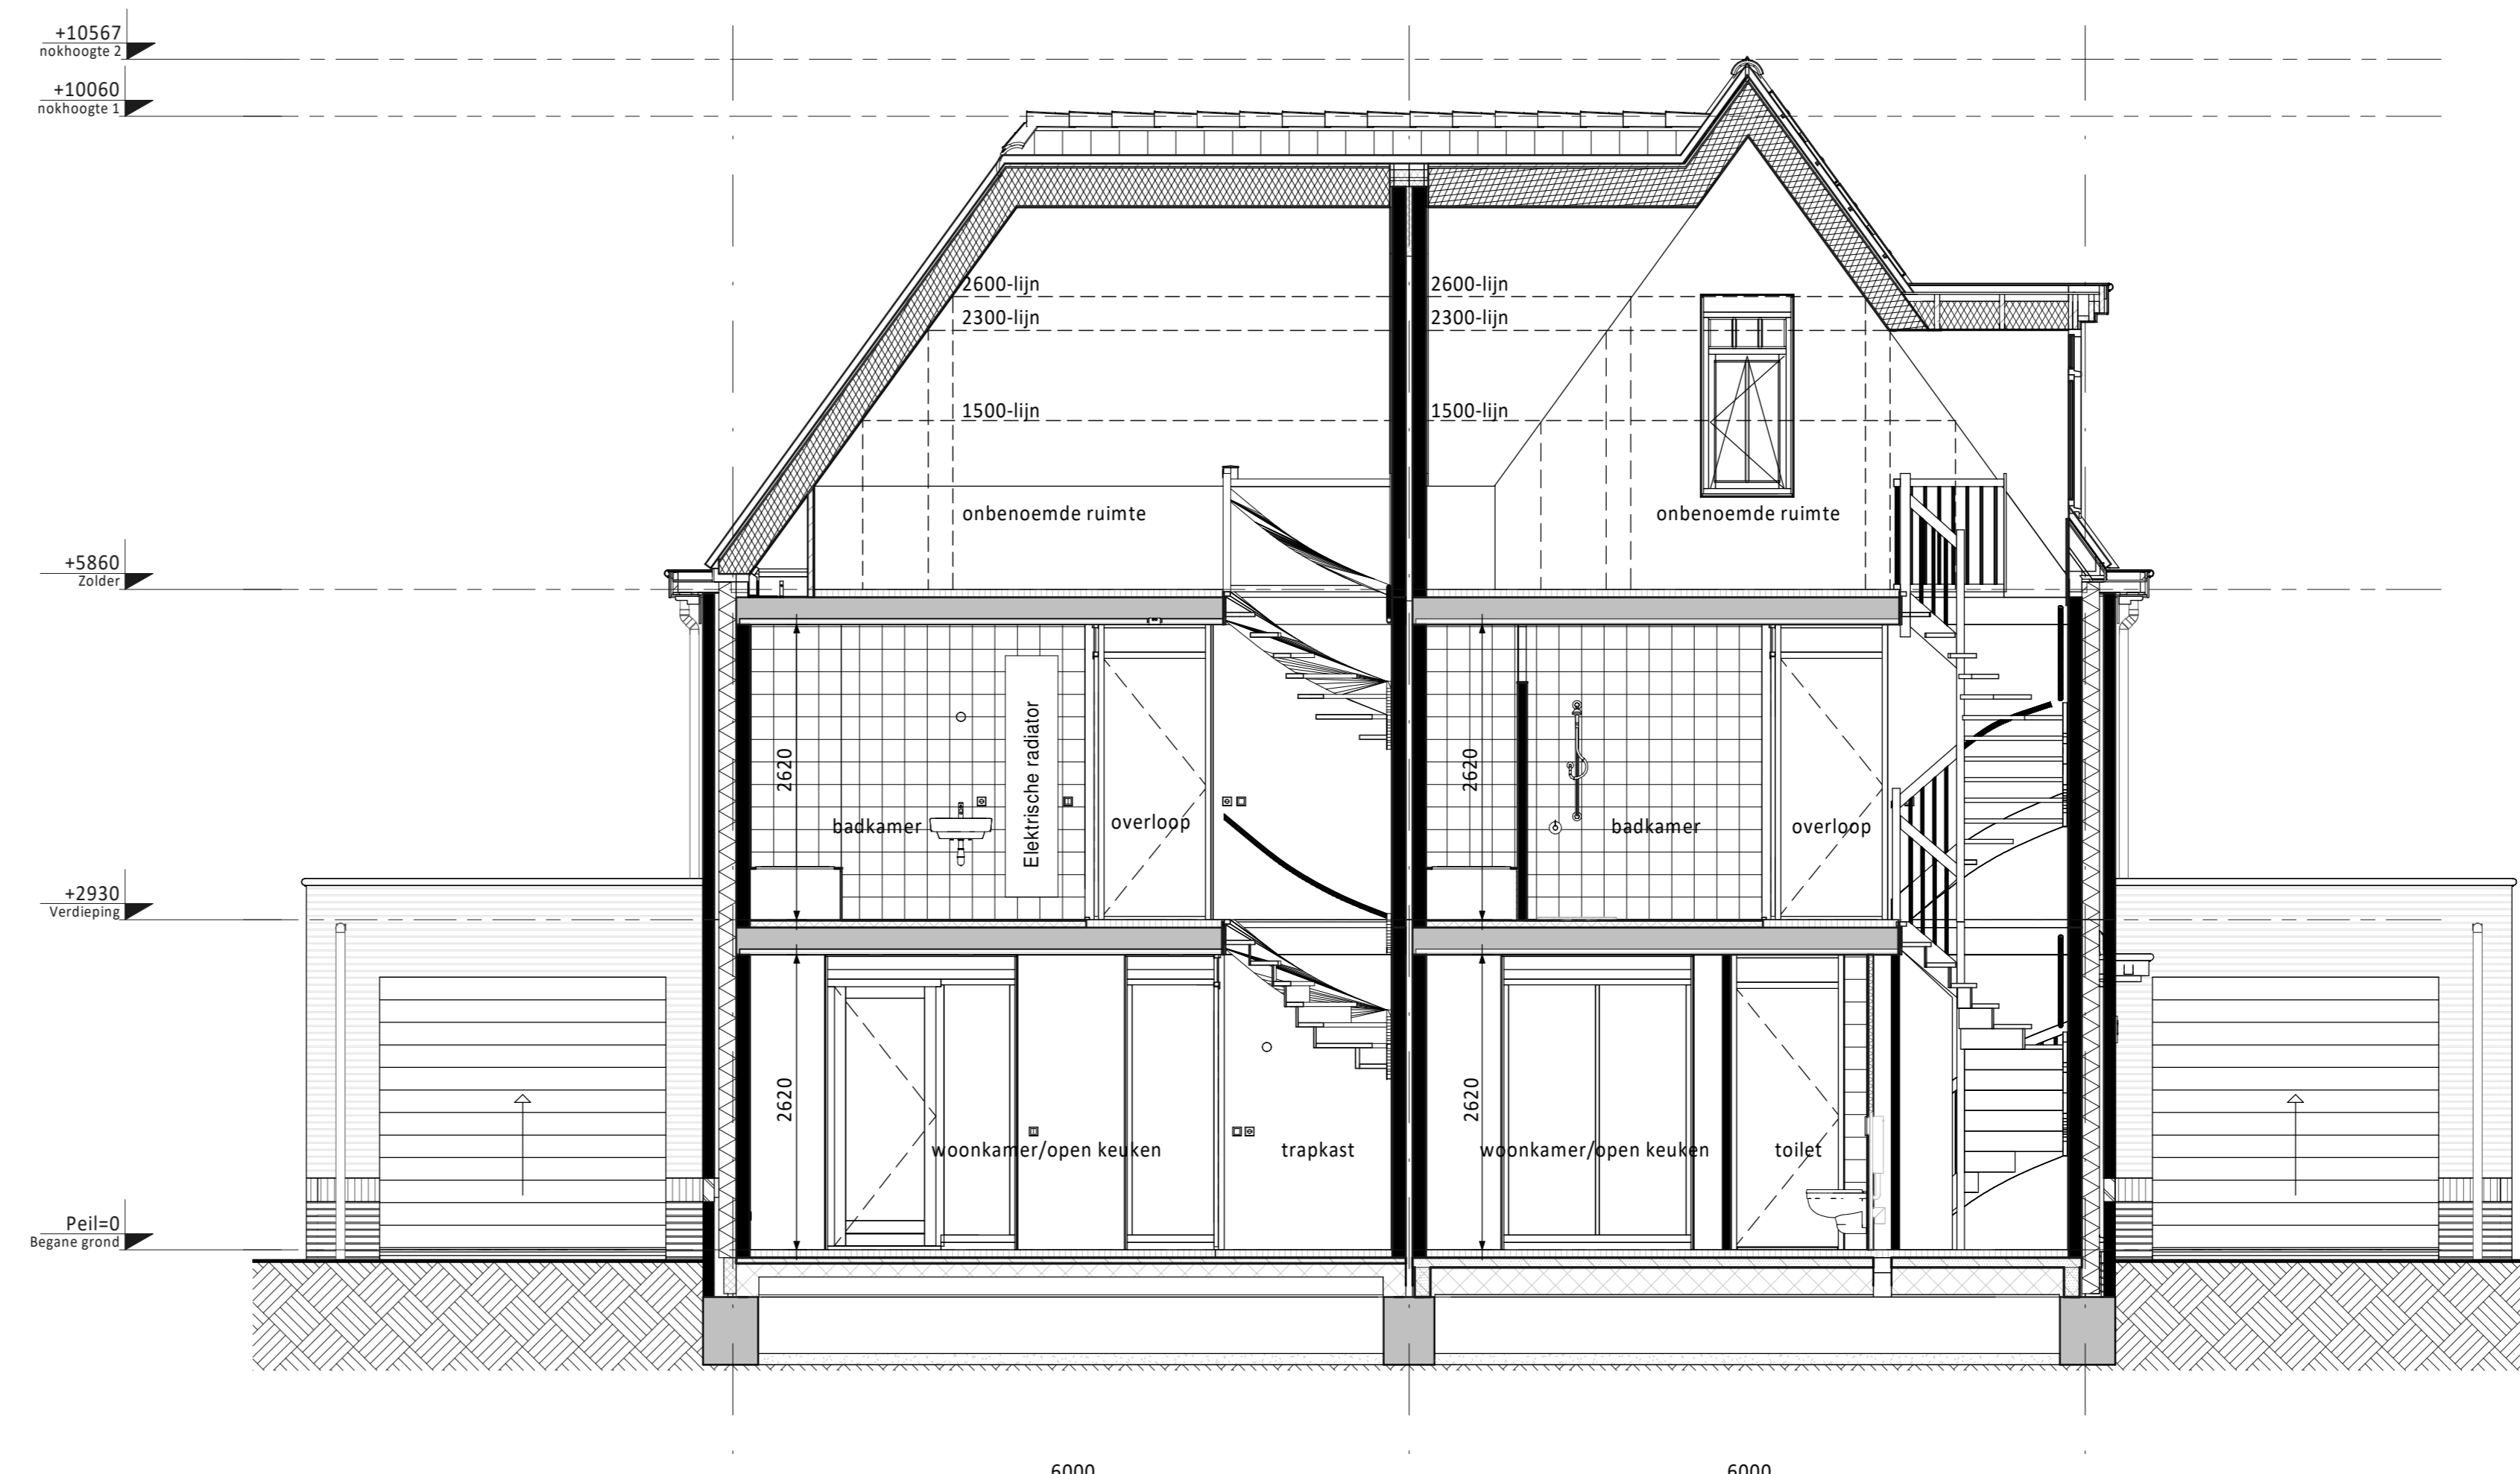 +10567
nokhoogte 2
+10060
nokhoogte 1
2600-lijn
2600-lijn
2300-lijn
2300-lijn
1500-lijn
1500-lijn
onbenoemde ruimte
onbenoemde ruimte
+5860
Zolder
2620
badkamer
Elektrische radiator
overloop
2620
badkamer
overloop
+2930
Verdieping
2620
woonkamer/open keuken
trapkast
2620
woonkamer/open keuken
toilet
Peil=0
Begane grond
6000
6000